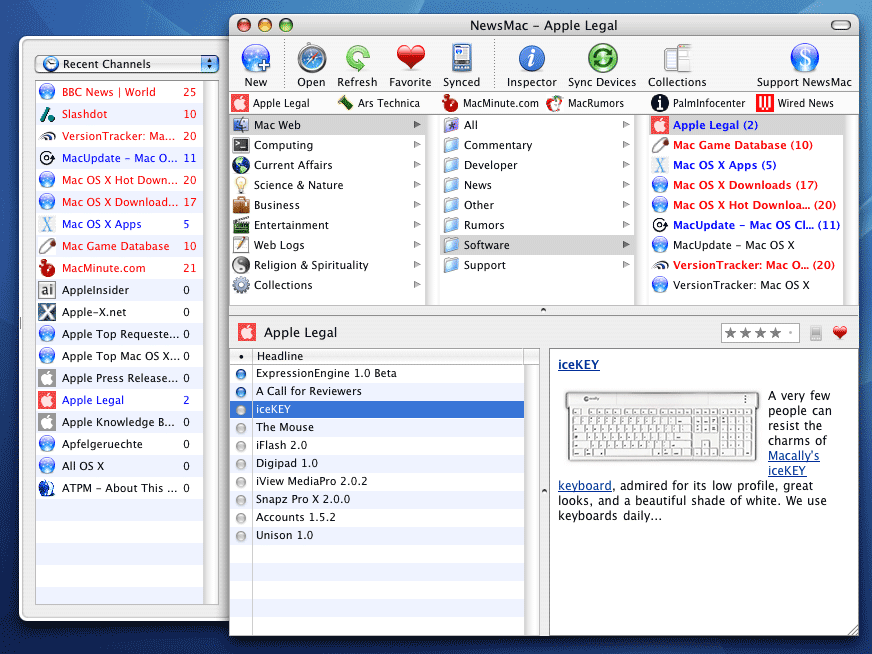 NewsMac – Apple Legal
New
Open
Refresh
Favorite
Synced
Inspector
Sync Devices
Collections
Support NewsMac
Apple Legal
Ars Technica
MacMinute.com
MacRumors
PalmInfocenter
Wired News
Recent Channels
BBC News | World 25
Slashdot 10
VersionTracker: Ma... 20
MacUpdate – Mac O... 11
Mac OS X Hot Down... 20
Mac OS X Download... 17
Mac OS X Apps 5
Mac Game Database 10
MacMinute.com 21
AppleInsider 0
Apple-X.net 0
Apple Top Requeste... 0
Apple Top Mac OS X... 0
Apple Press Release... 0
Apple Legal 2
Apple Knowledge B... 0
Apfelgeruechte 0
All OS X 0
ATPM – About This ... 0
Mac Web
Computing
Current Affairs
Science & Nature
Business
Entertainment
Web Logs
Religion & Spirituality
Collections
All
Commentary
Developer
News
Other
Rumors
Software
Support
Apple Legal (2)
Mac Game Database (10)
Mac OS X Apps (5)
Mac OS X Downloads (17)
Mac OS X Hot Downloa... (20)
MacUpdate – Mac OS Cl... (11)
MacUpdate – Mac OS X
VersionTracker: Mac O... (20)
VersionTracker: Mac OS X
Apple Legal
Headline
ExpressionEngine 1.0 Beta
A Call for Reviewers
iceKEY
The Mouse
iFlash 2.0
Digipad 1.0
iView MediaPro 2.0.2
Snapz Pro X 2.0.0
Accounts 1.5.2
Unison 1.0
iceKEY
A very few
people can
resist the
charms of
Macally's
iceKEY
keyboard, admired for its low profile, great
looks, and a beautiful shade of white. We use
keyboards daily...